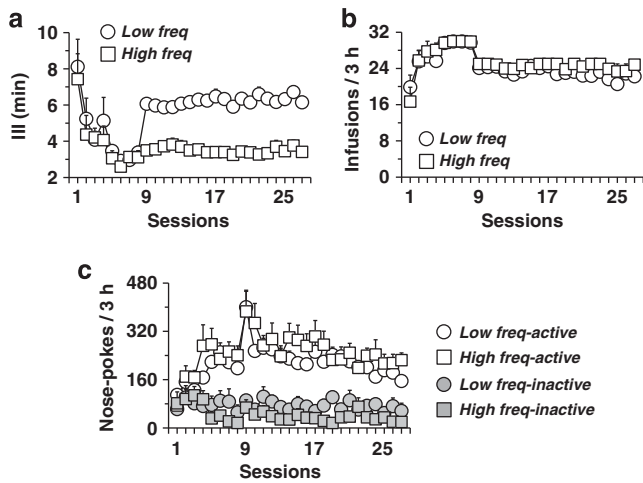 a
Low freq
High freq
III (min)
10
8
6
4
2
1 9 17 25
Sessions
b
Infusions / 3 h
32
24
16
8
0
Low freq
High freq
1 9 17 25
Sessions
c
Nose-pokes / 3 h
480
320
160
0
1 9 17 25
Sessions
Low freq-active
High freq-active
Low freq-inactive
High freq-inactive